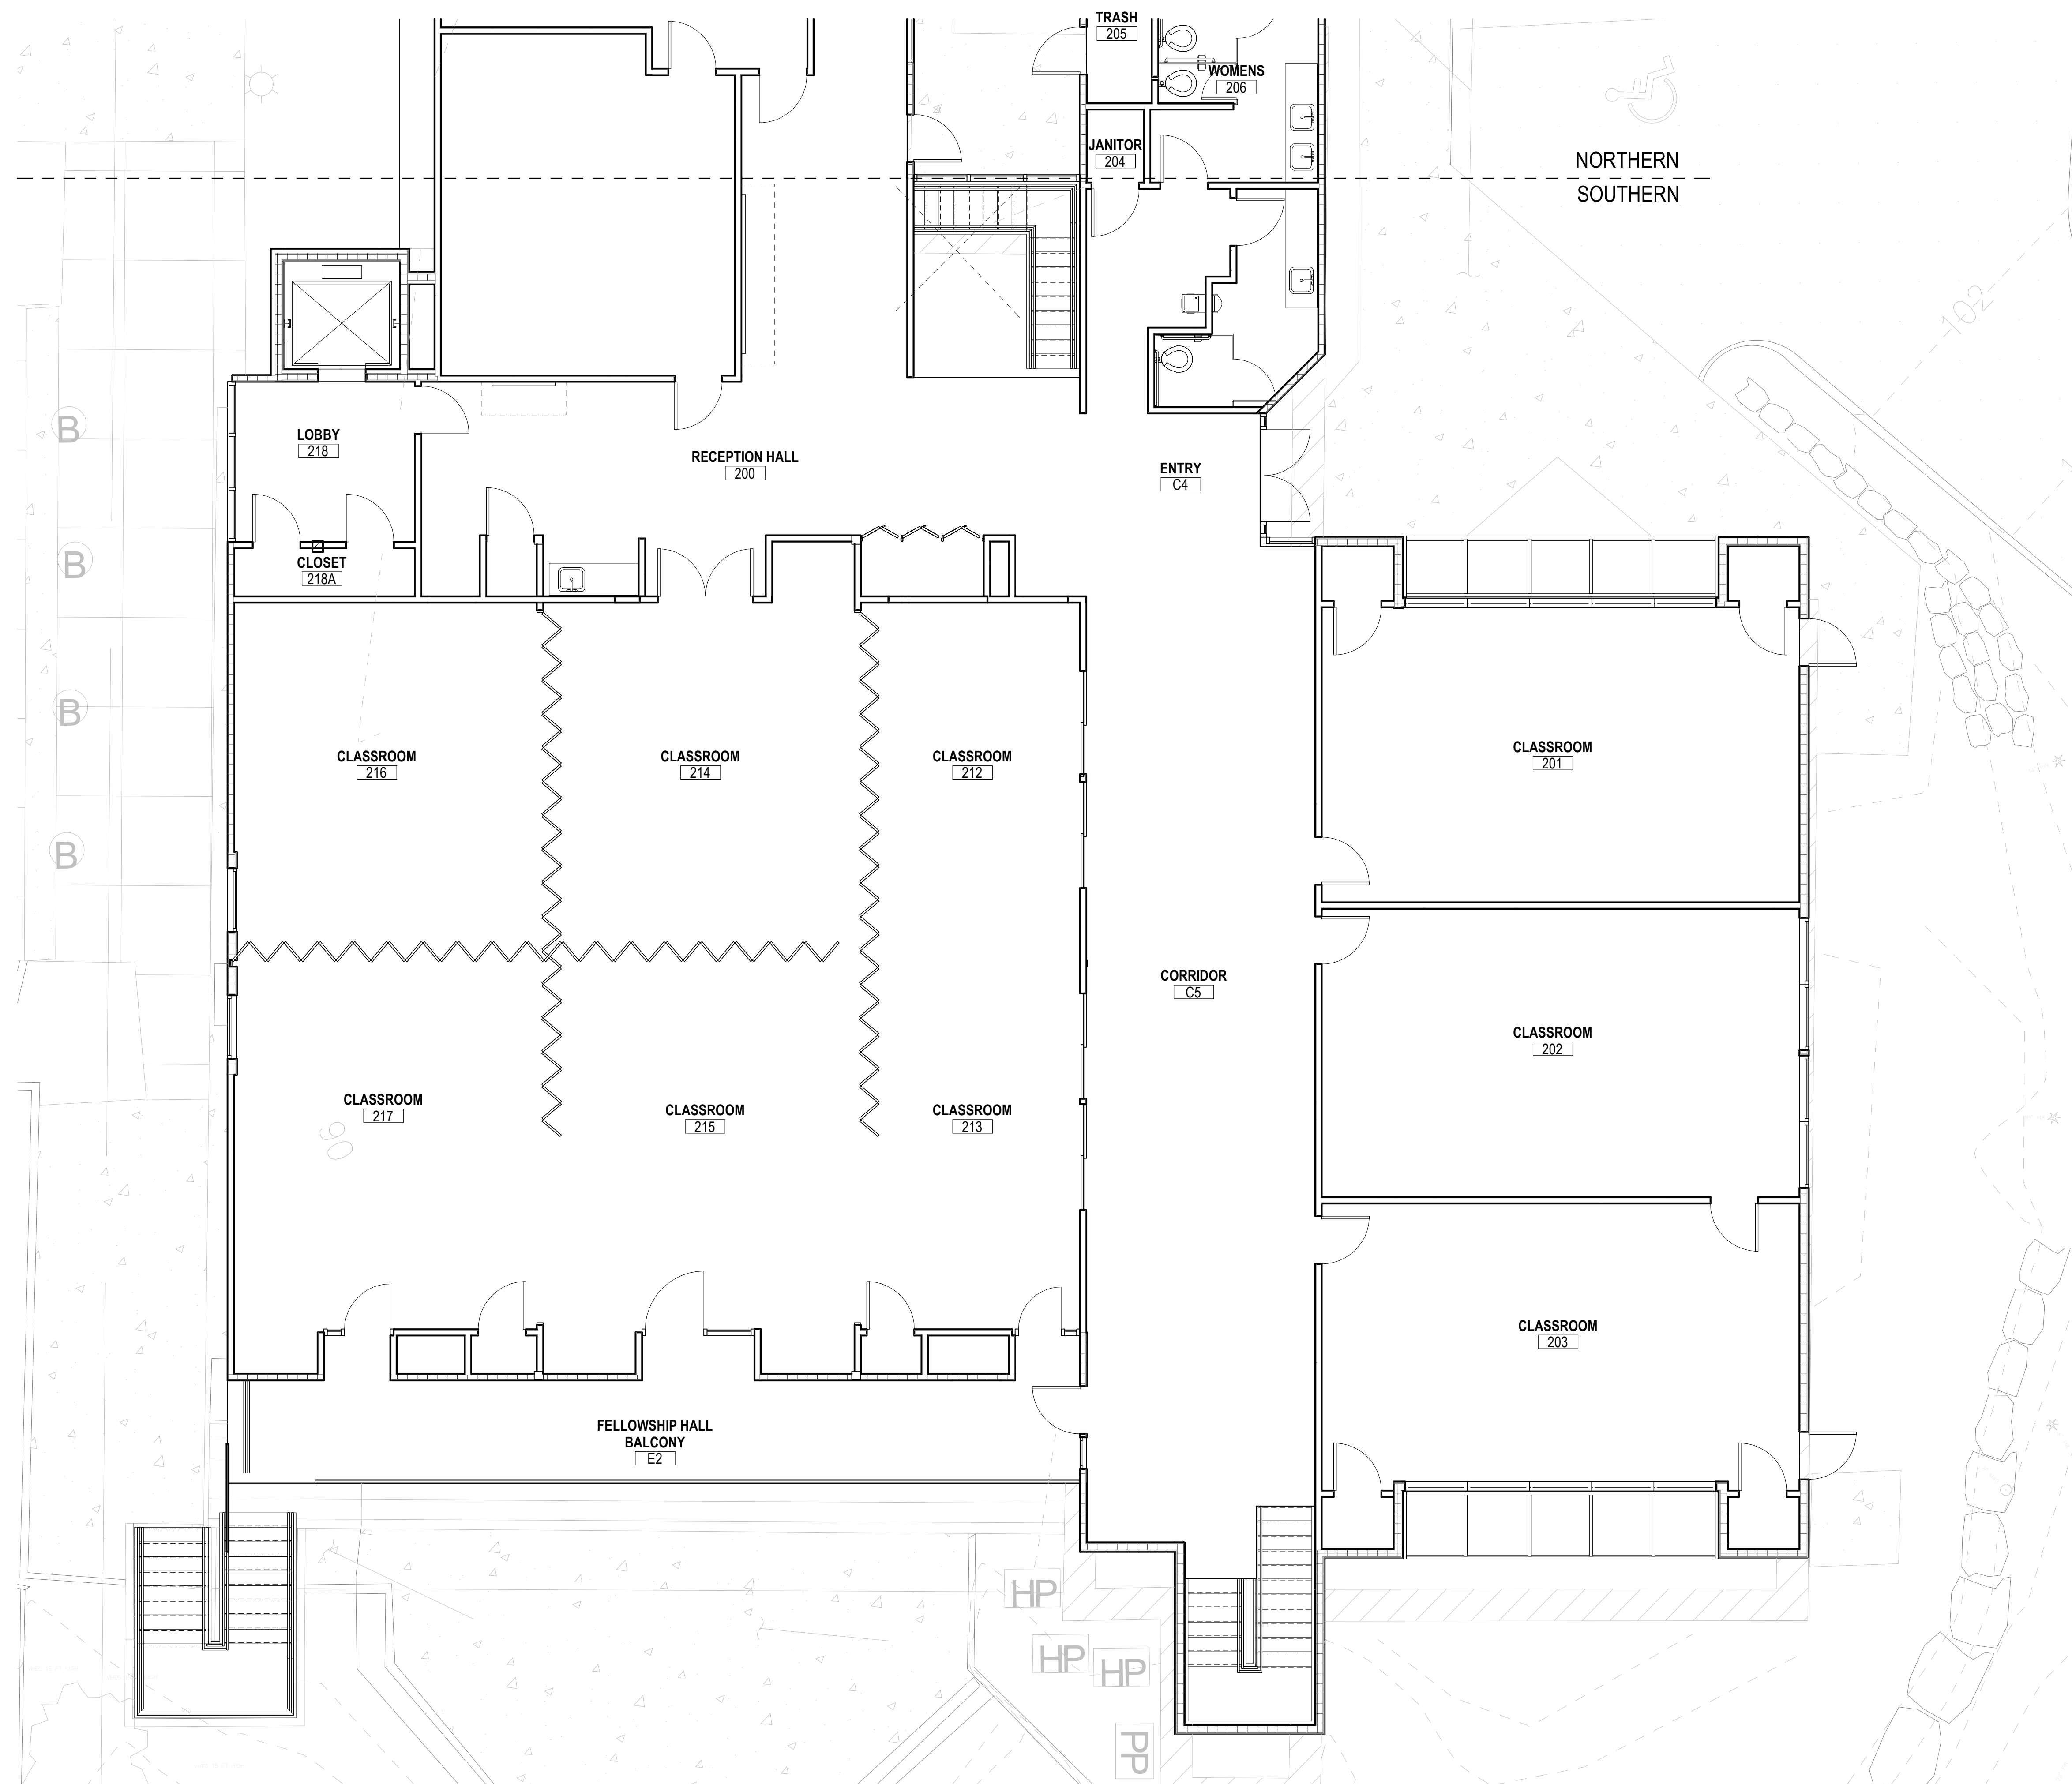 TRASH
205
WOMENS
206
JANITOR
204
NORTHERN
SOUTHERN
102
B
LOBBY
218
RECEPTION HALL
200
ENTRY
C4
B
CLOSET
218A
B
CLASSROOM
216
CLASSROOM
214
CLASSROOM
212
CLASSROOM
201
B
CORRIDOR
C5
CLASSROOM
202
CLASSROOM
217
CLASSROOM
215
CLASSROOM
213
90
CLASSROOM
203
FELLOWSHIP HALL
BALCONY
E2
HP
HP
HP
PP